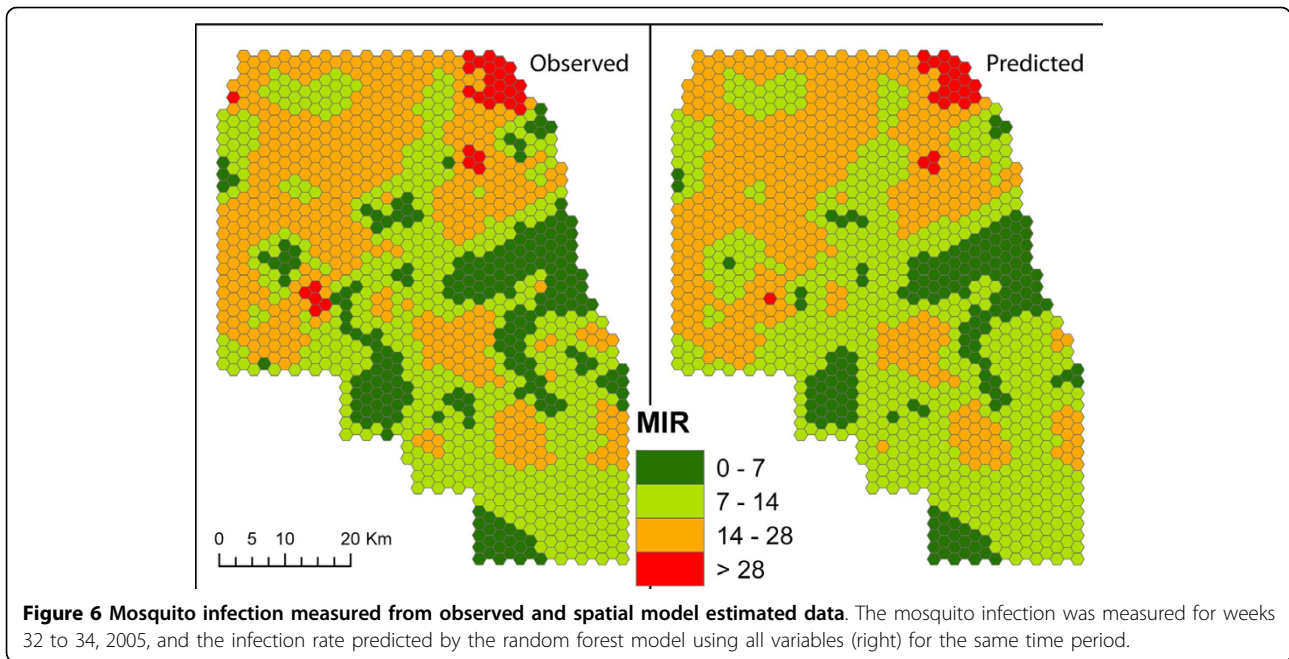 Observed
Predicted
MIR
0 - 7
7 - 14
14 - 28
> 28
0 5 10 20 Km
Figure 6 Mosquito infection measured from observed and spatial model estimated data. The mosquito infection was measured for weeks
32 to 34, 2005, and the infection rate predicted by the random forest model using all variables (right) for the same time period.